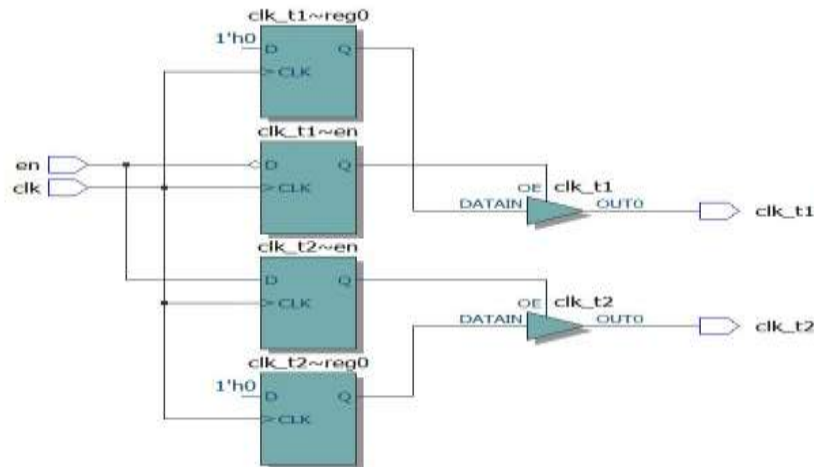 clk_t1~reg0
1'h0
D Q
CLK
clk_t1~en
en
D Q
clk
CLK
OE clk_t1
DATAIN OUT0
clk_t1
clk_t2~en
D Q
CLK
OE clk_t2
DATAIN OUT0
clk_t2
clk_t2~reg0
1'h0
D Q
CLK